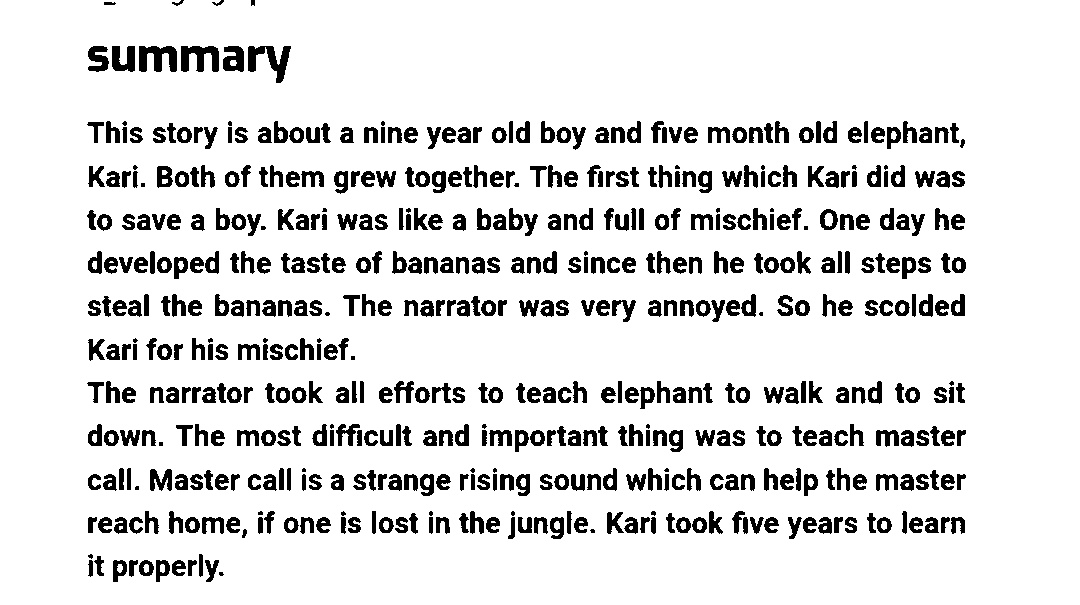 summary
This story is about a nine year old boy and five month old elephant,
Kari. Both of them grew together. The first thing which Kari did was
to save a boy. Kari was like a baby and full of mischief. One day he
developed the taste of bananas and since then he took all steps to
steal the bananas. The narrator was very annoyed. So he scolded
Kari for his mischief.
The narrator took all efforts to teach elephant to walk and to sit
down. The most difficult and important thing was to teach master
call. Master call is a strange rising sound which can help the master
reach home, if one is lost in the jungle. Kari took five years to learn
it properly.